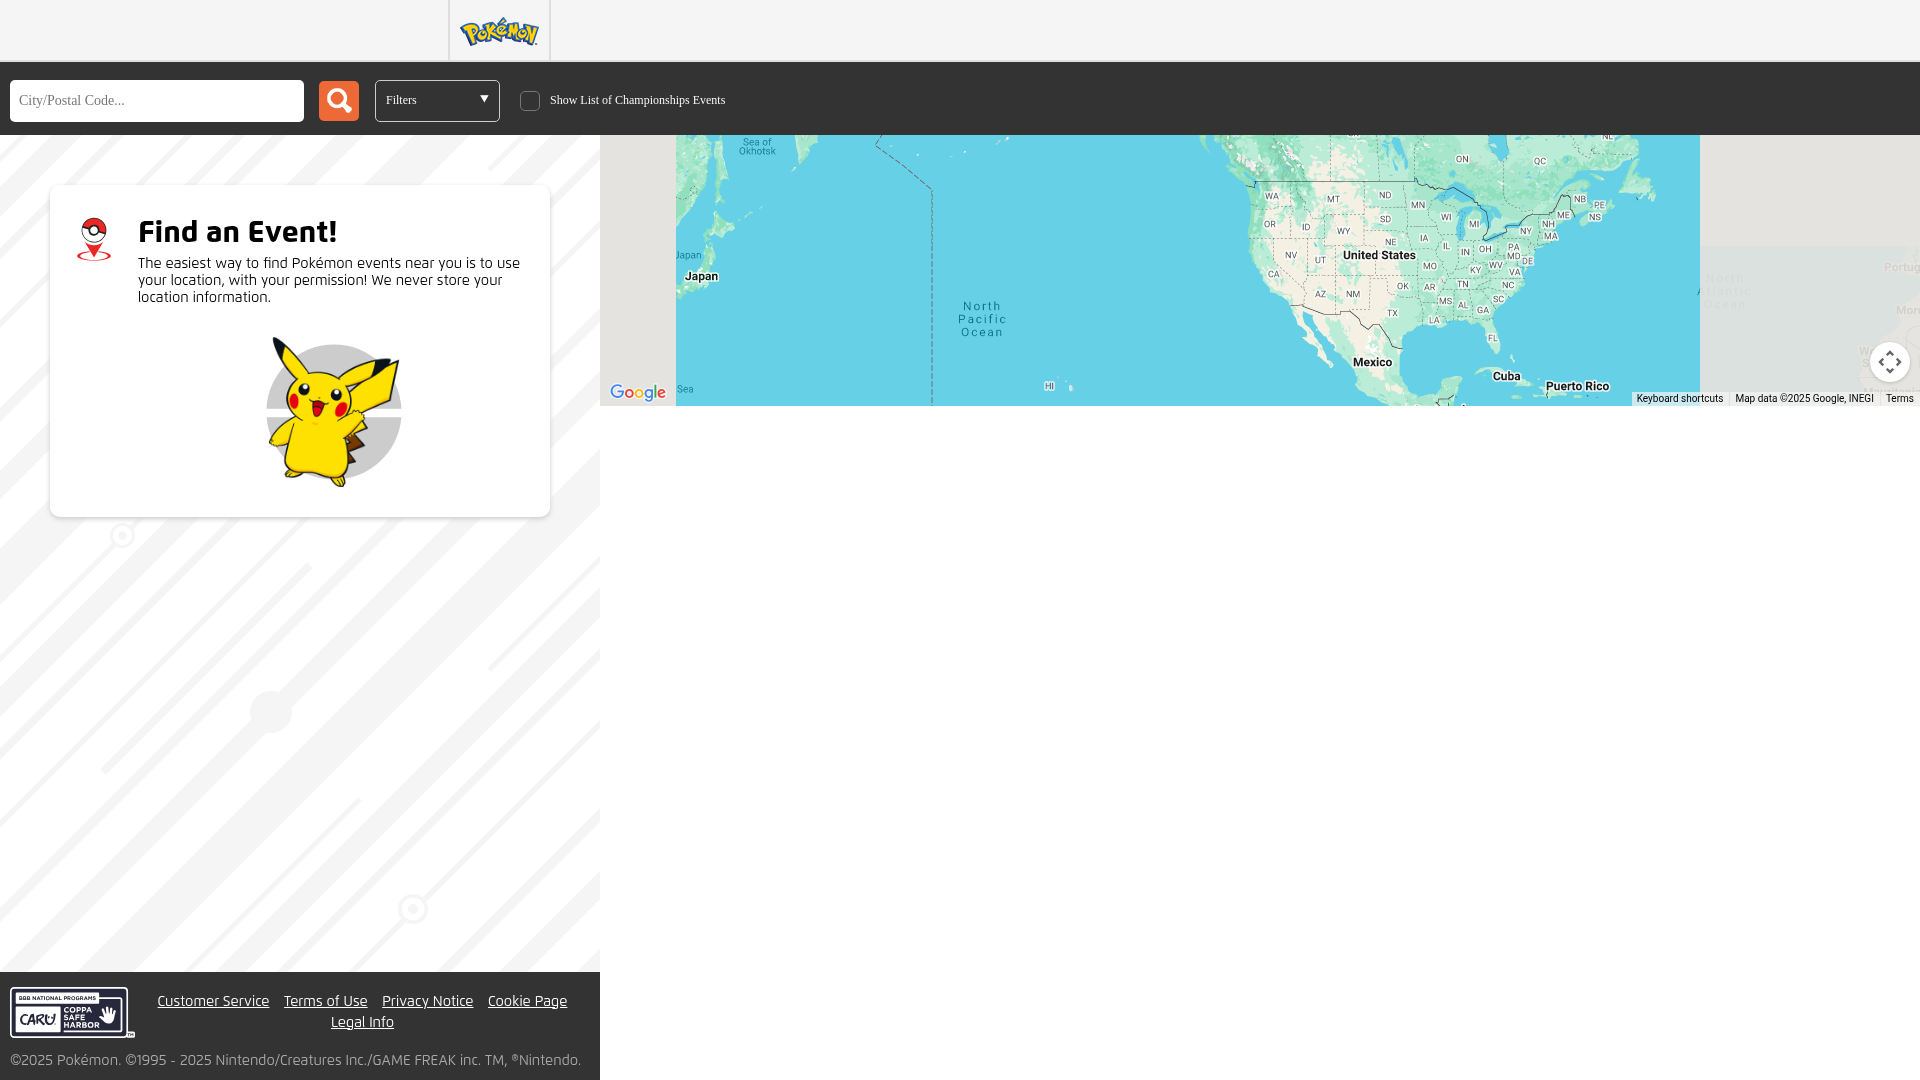 Pokémon
City/Postal Code...
Filters
Show List of Championships Events
Find an Event!
The easiest way to find Pokémon events near you is to use
your location, with your permission! We never store your
location information.
Sea of
Okhotsk
Japan
Japan
North
Pacific
Ocean
Sea
HI
ON
QC
NL
WA
MT
ND
MN
NB
PE
NS
OR
ID
SD
WI
MI
NH
ME
WY
NE
IA
NY
MA
NV
UT
United States
IL
IN
OH
PA
MD
DE
CA
MO
KY
WV
VA
AZ
NM
OK
AR
TN
NC
MS
AL
SC
TX
LA
GA
FL
Mexico
Cuba
Puerto Rico
North
Atlantic
Ocean
Google
Keyboard shortcuts
Map data ©2025 Google, INEGI
Terms
BBB NATIONAL PROGRAMS
CARU
COPPA
SAFE
HARBOR
TM
Customer Service
Terms of Use
Privacy Notice
Cookie Page
Legal Info
©2025 Pokémon. ©1995 - 2025 Nintendo/Creatures Inc./GAME FREAK inc. TM, ®Nintendo.